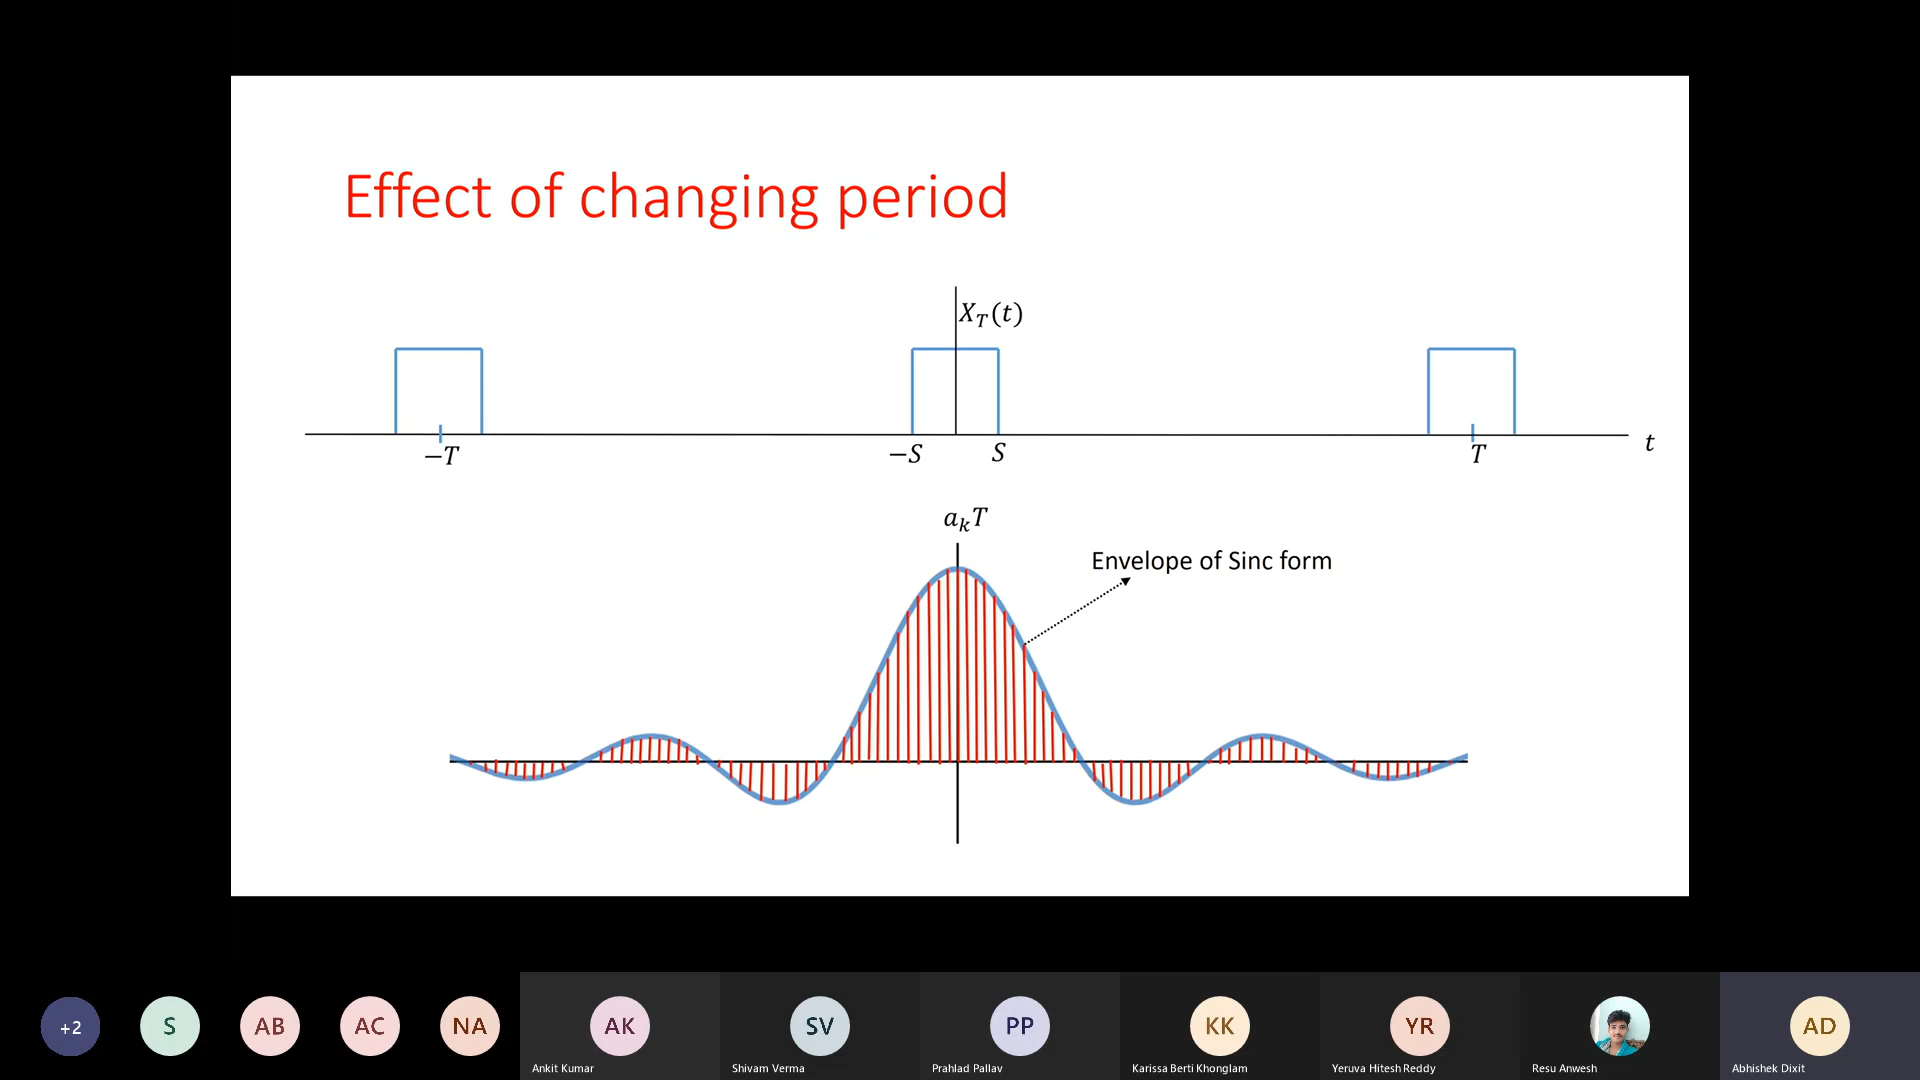 Effect of changing period
X_T(t)
−T
−S
S
T
t
a_kT
Envelope of Sinc form
+2
S
AB
AC
NA
AK
SV
PP
KK
YR
AD
Ankit Kumar
Shivam Verma
Prahlad Pallav
Karissa Berti Khonglam
Yeruva Hitesh Reddy
Resu Anwesh
Abhishek Dixit